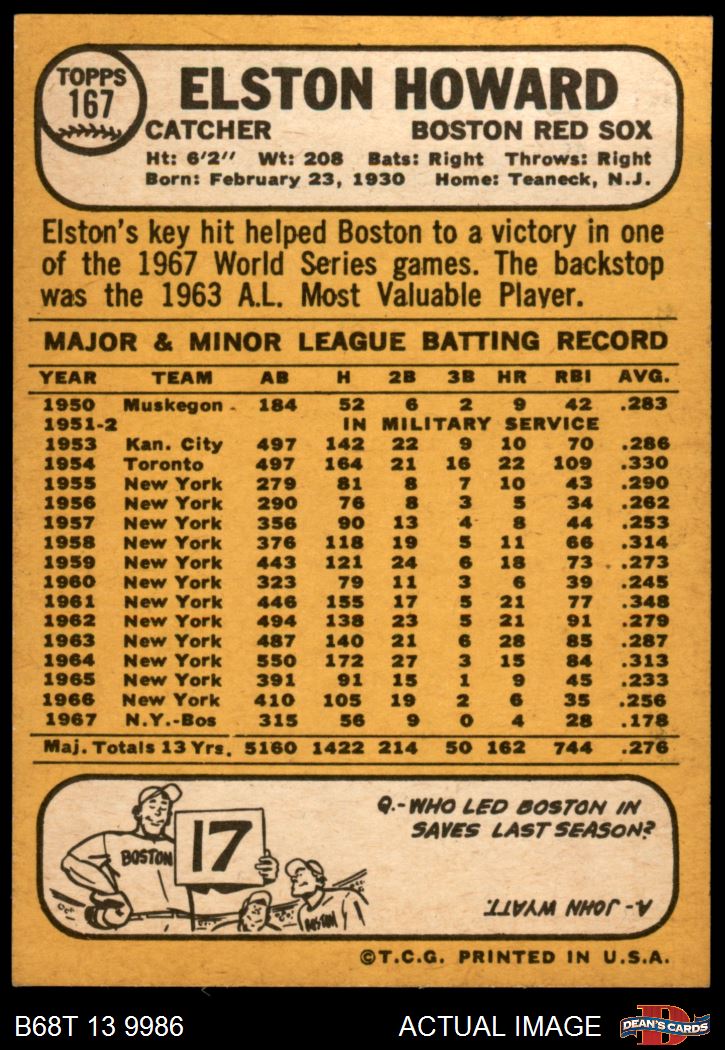 TOPPS
167
ELSTON HOWARD
CATCHER BOSTON RED SOX
Ht: 6'2" Wt: 208 Bats: Right Throws: Right
Born: February 23, 1930 Home: Teaneck, N.J.
Elston's key hit helped Boston to a victory in one
of the 1967 World Series games. The backstop
was the 1963 A.L. Most Valuable Player.
MAJOR & MINOR LEAGUE BATTING RECORD
YEAR TEAM AB H 2B 3B HR RBI AVG.
1950 Muskegon 184 52 6 2 9 42 .283
1951-2 IN MILITARY SERVICE
1953 Kan. City 497 142 22 9 10 70 .286
1954 Toronto 497 164 21 16 22 109 .330
1955 New York 279 81 8 7 10 43 .290
1956 New York 290 76 8 3 5 34 .262
1957 New York 356 90 13 4 8 44 .253
1958 New York 376 118 19 5 11 66 .314
1959 New York 443 121 24 6 18 73 .273
1960 New York 323 79 11 3 6 39 .245
1961 New York 446 155 17 5 21 77 .348
1962 New York 494 138 23 5 21 91 .279
1963 New York 487 140 21 6 28 85 .287
1964 New York 550 172 27 3 15 84 .313
1965 New York 391 91 15 1 9 45 .233
1966 New York 410 105 19 2 6 35 .256
1967 N.Y.-Bos 315 56 9 0 4 28 .178
Maj. Totals 13 Yrs. 5160 1422 214 50 162 744 .276
Q.-WHO LED BOSTON IN
SAVES LAST SEASON?
BOSTON
17
BOSTON
A.- JOHN WYATT.
©T.C.G. PRINTED IN U.S.A.
B68T 13 9986 ACTUAL IMAGE
D
DEAN'S CARDS